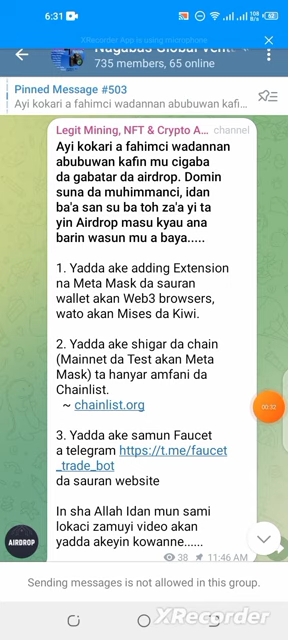 6:31
XRecorder App is using microphone
Nagabas Global
735 members, 65 online
Pinned Message #503
Ayi kokari a fahimci wadannan abubuwan kafi...
Legit Mining, NFT & Crypto A... channel
Ayi kokari a fahimci wadannan
abubuwan kafin mu cigaba
da gabatar da airdrop. Domin
suna da muhimmanci, idan
ba'a san su ba toh za'a yi ta
yin Airdrop masu kyau ana
barin wasun mu a baya.....
1. Yadda ake adding Extension
na Meta Mask da sauran
wallet akan Web3 browsers,
wato akan Mises da Kiwi.
2. Yadda ake shigar da chain
(Mainnet da Test akan Meta
Mask) ta hanyar amfani da
Chainlist.
~ chainlist.org
3. Yadda ake samun Faucet
a telegram https://t.me/faucet
_trade_bot
da sauran website
In sha Allah Idan mun sami
lokaci zamuyi video akan
yadda akeyin kowanne......
38 11:46 AM
AIRDROP
00:32
Sending messages is not allowed in this group.
XRecorder